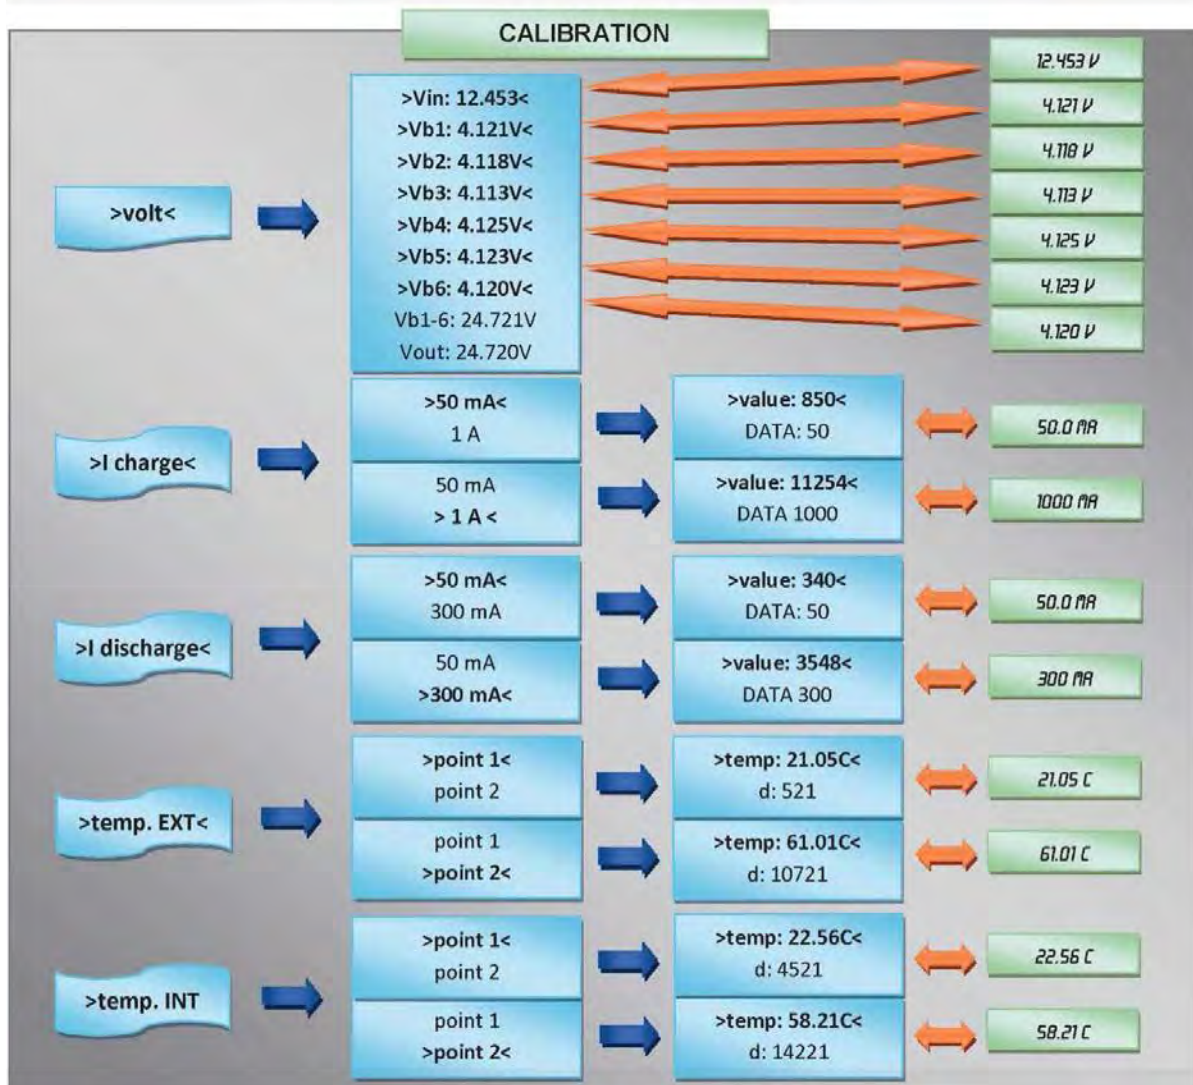 CALIBRATION
>volt<
>Vin: 12.453<
>Vb1: 4.121V<
>Vb2: 4.118V<
>Vb3: 4.113V<
>Vb4: 4.125V<
>Vb5: 4.123V<
>Vb6: 4.120V<
Vb1-6: 24.721V
Vout: 24.720V
12.453 V
4.121 V
4.118 V
4.113 V
4.125 V
4.123 V
4.120 V
>I charge<
>50 mA<
1 A
>value: 850<
DATA: 50
50.0 MA
50 mA
> 1 A <
>value: 11254<
DATA 1000
1000 MA
>I discharge<
>50 mA<
300 mA
>value: 340<
DATA: 50
50.0 MA
50 mA
>300 mA<
>value: 3548<
DATA 300
300 MA
>temp. EXT<
>point 1<
point 2
>temp: 21.05C<
d: 521
21.05 C
point 1
>point 2<
>temp: 61.01C<
d: 10721
61.01 C
>temp. INT
>point 1<
point 2
>temp: 22.56C<
d: 4521
22.56 C
point 1
>point 2<
>temp: 58.21C<
d: 14221
58.21 C